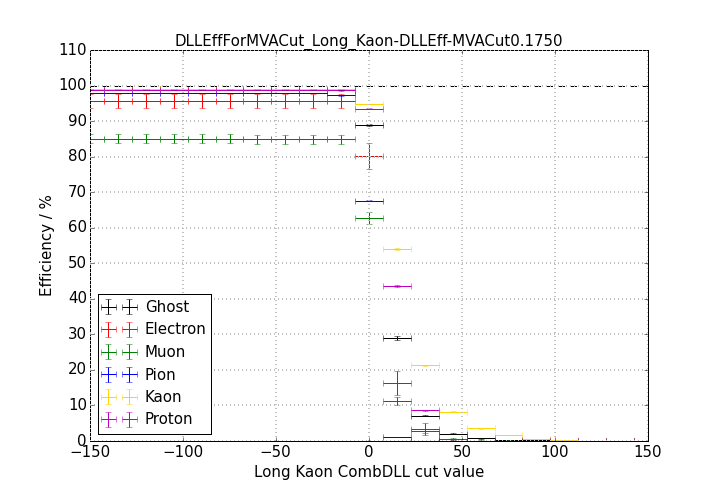 DLLEffForMVACut_Long_Kaon-DLLEff-MVACut0.1750
110
100
90
80
70
60
50
40
30
20
10
0
Efficiency / %
Ghost
Electron
Muon
Pion
Kaon
Proton
−150 −100 −50 0 50 100 150
Long Kaon CombDLL cut value